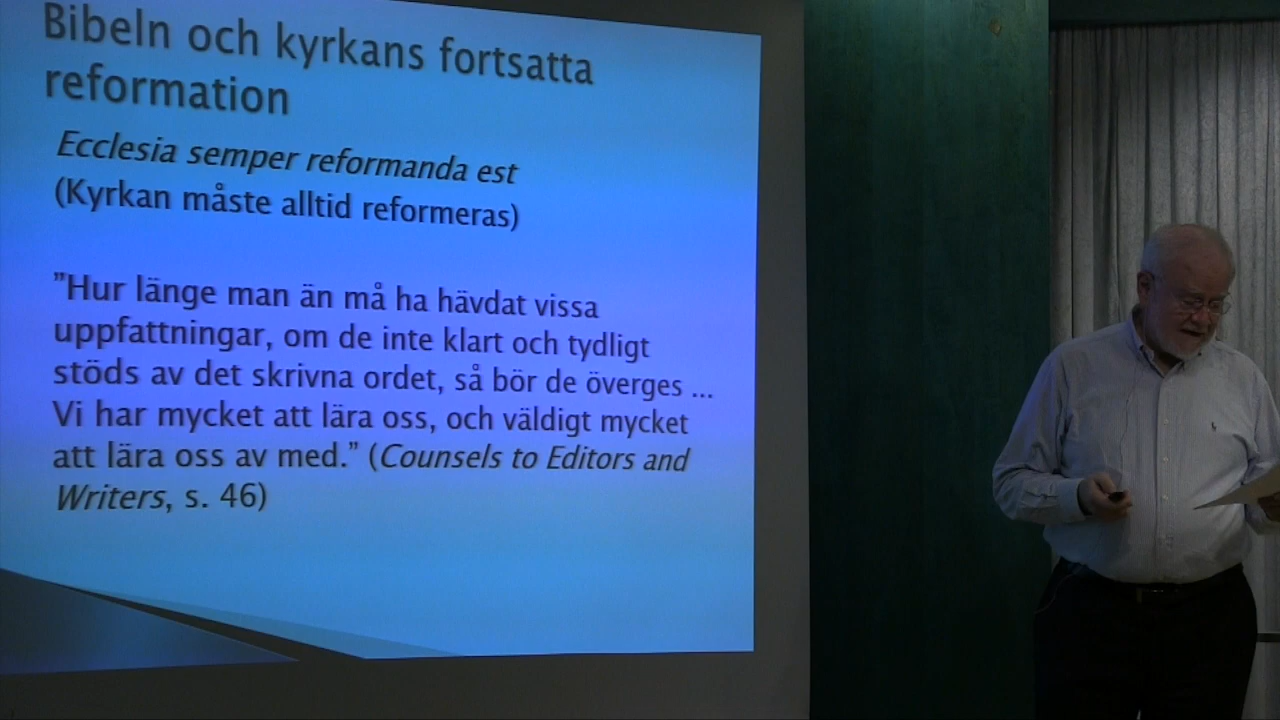 Bibeln och kyrkans fortsatta
reformation
Ecclesia semper reformanda est
(Kyrkan måste alltid reformeras)
”Hur länge man än må ha hävdat vissa
uppfattningar, om de inte klart och tydligt
stöds av det skrivna ordet, så bör de överges ...
Vi har mycket att lära oss, och väldigt mycket
att lära oss av med.” (Counsels to Editors and
Writers, s. 46)